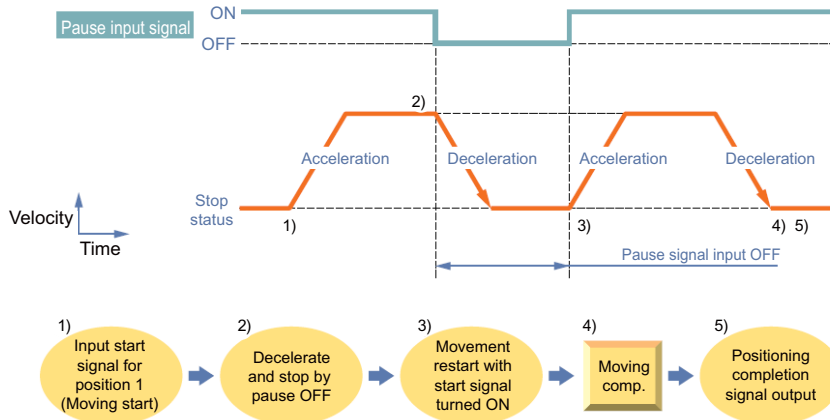 ON
Pause input signal
OFF
2)
Acceleration
Deceleration
Acceleration
Deceleration
Stop
status
Velocity
Time
1)
3)
4)
5)
Pause signal input OFF
1)
Input start
signal for
position 1
(Moving start)
2)
Decelerate
and stop by
pause OFF
3)
Movement
restart with
start signal
turned ON
4)
Moving
comp.
5)
Positioning
completion
signal output